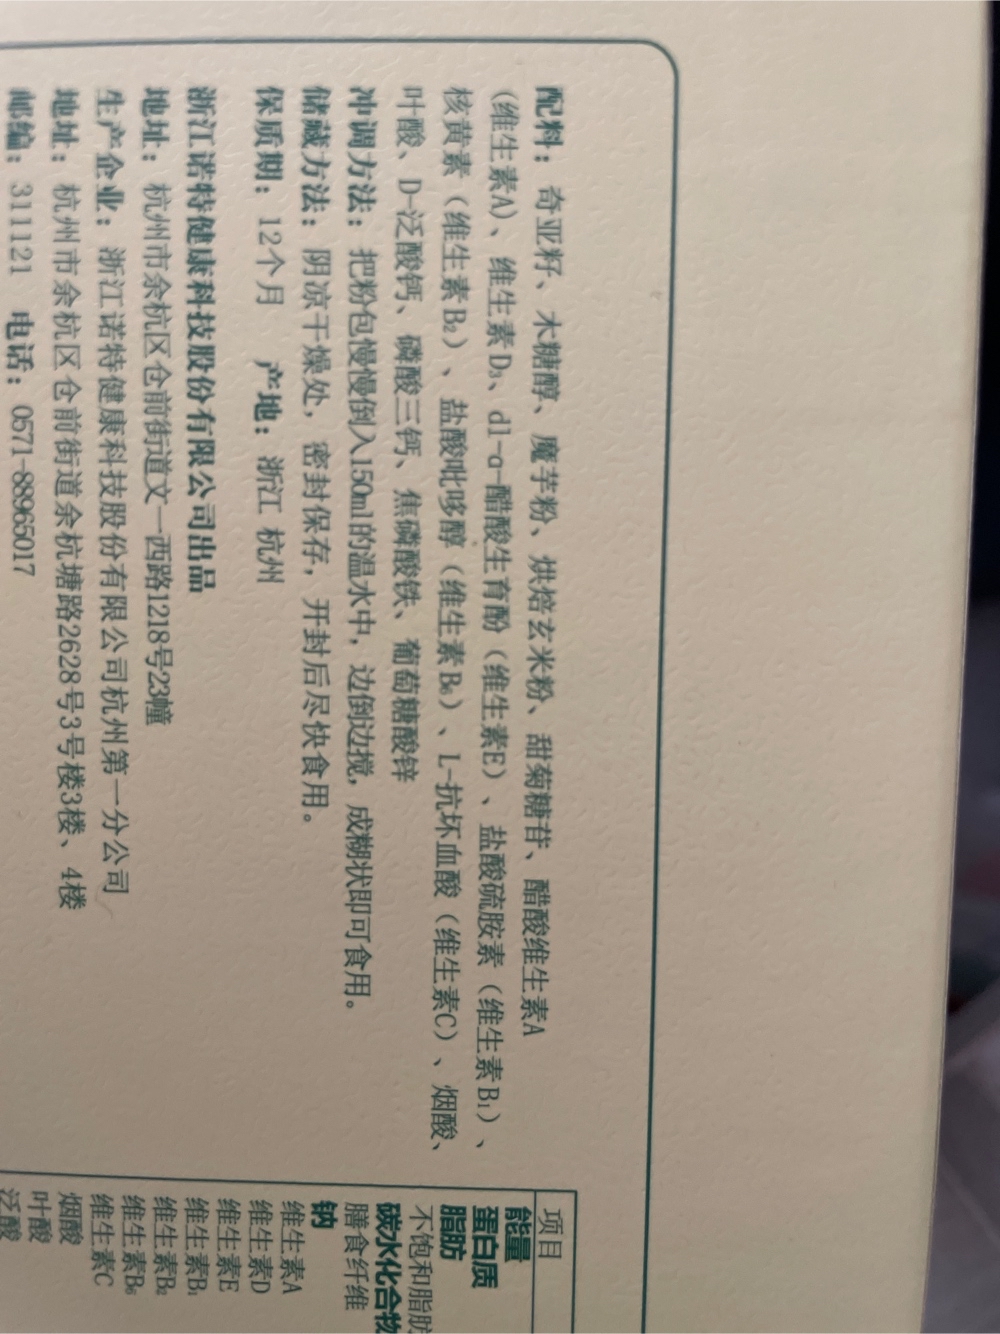 配料：奇亚籽、木糖醇、魔芋粉、烘焙玄米粉、甜菊糖苷、醋酸维生素A
（维生素A）、维生素D₃、dl-α-醋酸生育酚（维生素E）、盐酸硫胺素（维生素B₁）、
核黄素（维生素B₂）、盐酸吡哆醇（维生素B₆）、L-抗坏血酸（维生素C）、烟酸、
叶酸、D-泛酸钙、磷酸三钙、焦磷酸铁、葡萄糖酸锌
冲调方法：把粉包慢慢倒入150ml的温水中，边倒边搅，成糊状即可食用。
储藏方法：阴凉干燥处，密封保存，开封后尽快食用。
保质期：12个月 产地：浙江 杭州
浙江诺特健康科技股份有限公司出品
地址：杭州市余杭区仓前街道文一西路1218号23幢
生产企业：浙江诺特健康科技股份有限公司杭州第一分公司
地址：杭州市余杭区仓前街道余杭塘路2628号3号楼3楼、4楼
邮编：311121 电话：0571-88965017
项目
能量
蛋白质
脂肪
不饱和脂肪
碳水化合物
膳食纤维
钠
维生素A
维生素D
维生素E
维生素B₁
维生素B₂
维生素B₆
维生素C
烟酸
叶酸
泛酸